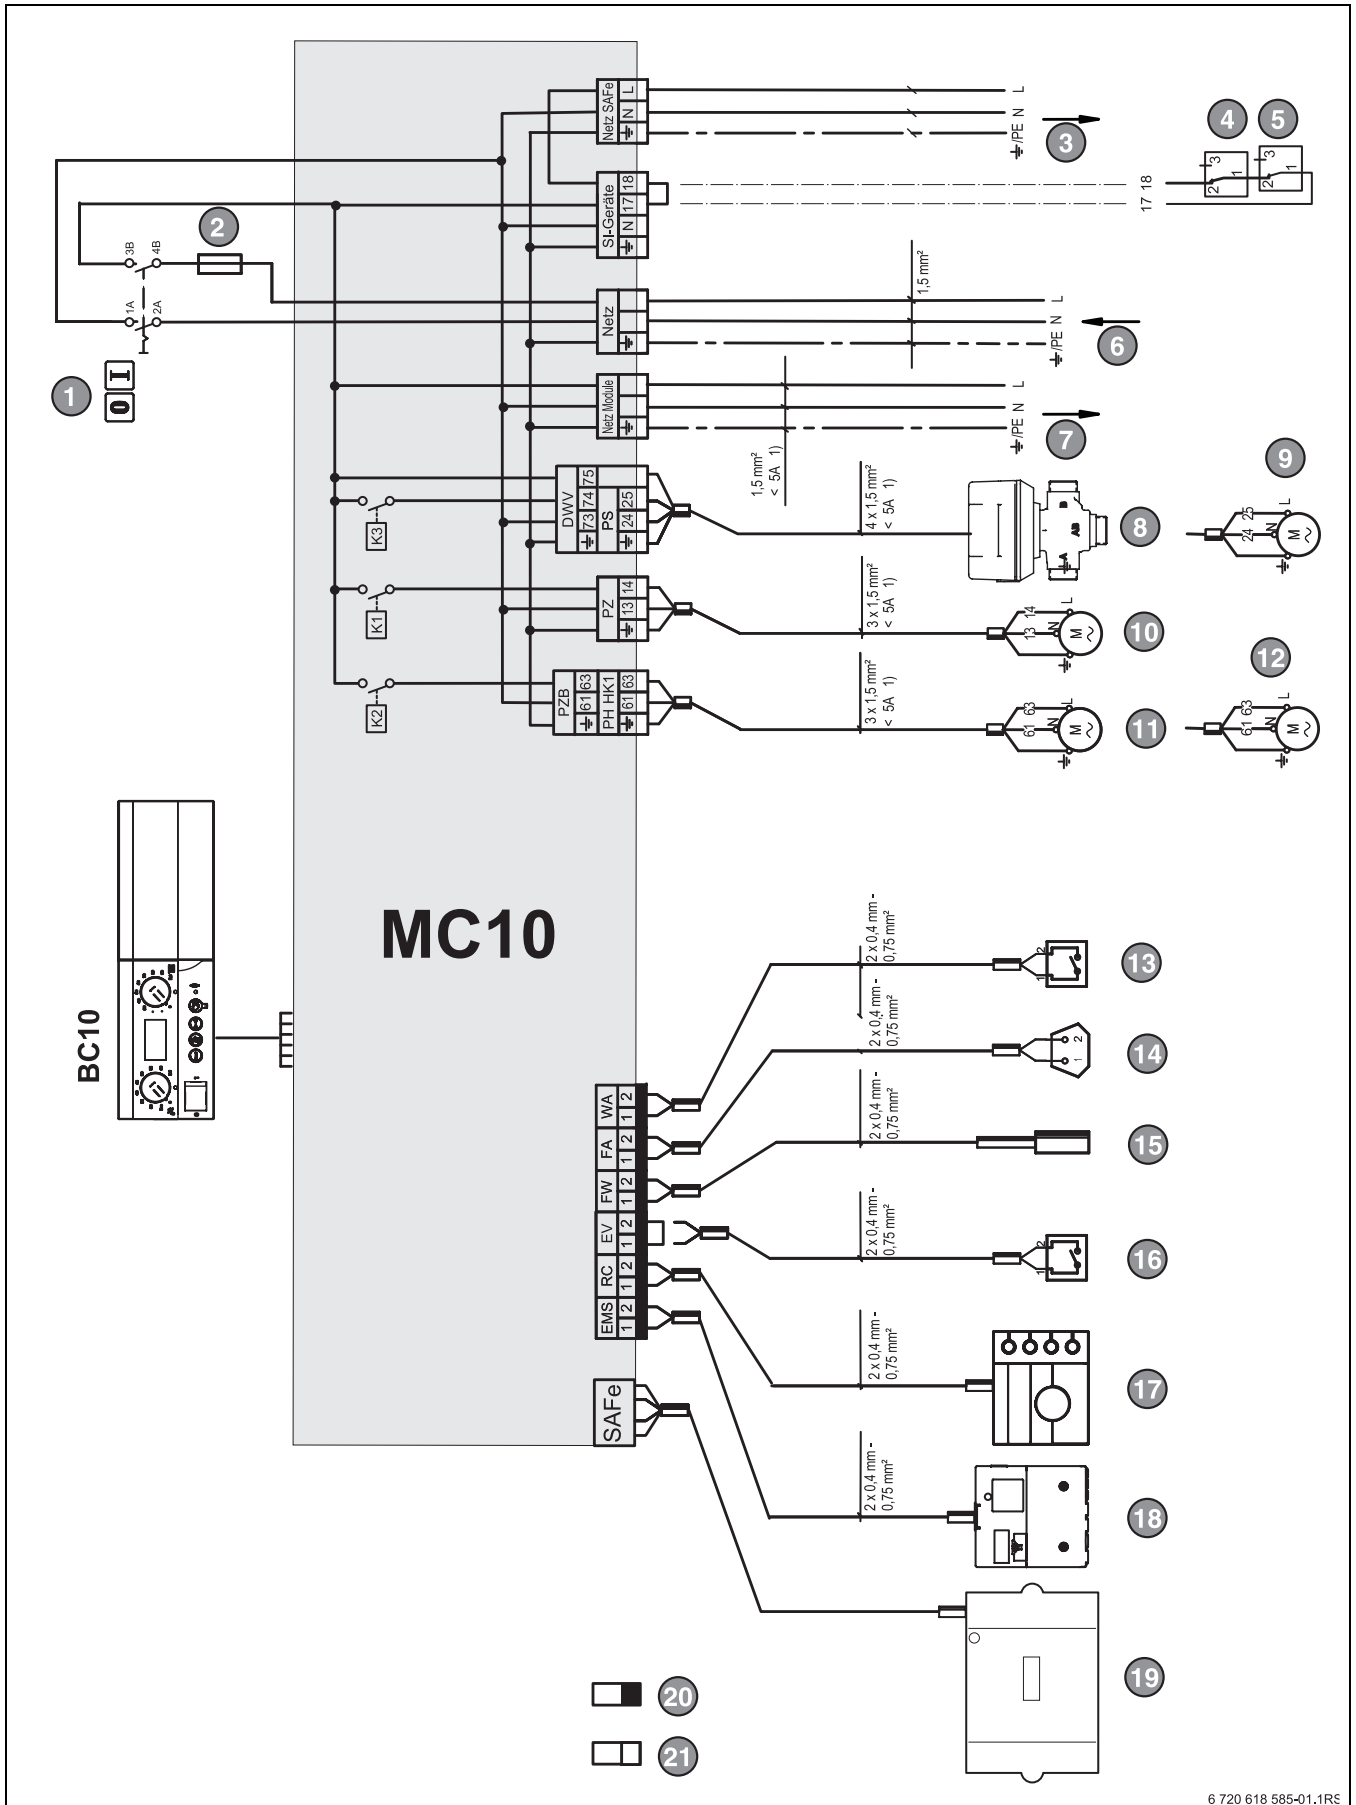 Netz SAFe
L
N
L
N
⏚/PE
3
4
5
3
2
1
3
2
1
17 18
SI-Geräte
18
17
N
2
3B
4B
1A
2A
1
I
O
Netz
1,5 mm²
L
N
⏚/PE
6
Netz Module
L
N
⏚/PE
7
1,5 mm²
< 5A 1)
DWV
73 74 75
PS
24 25
K3
4 x 1,5 mm²
< 5A 1)
A
AB
B
8
9
24 25
N
L
M
K1
PZ
13 14
3 x 1,5 mm²
< 5A 1)
13 14
N
L
M
10
K2
PZB
61 63
PH HK1
61 63
3 x 1,5 mm²
< 5A 1)
61 63
N
L
M
11
12
61 63
N
L
M
MC10
BC10
WA
1 2
FA
1 2
FW
1 2
EV
1 2
RC
1 2
EMS
1 2
SAFe
2 x 0,4 mm -
0,75 mm²
1 2
13
2 x 0,4 mm -
0,75 mm²
1 2
14
2 x 0,4 mm -
0,75 mm²
15
2 x 0,4 mm -
0,75 mm²
1 2
16
2 x 0,4 mm -
0,75 mm²
17
2 x 0,4 mm -
0,75 mm²
18
19
20
21
6 720 618 585-01.1RS